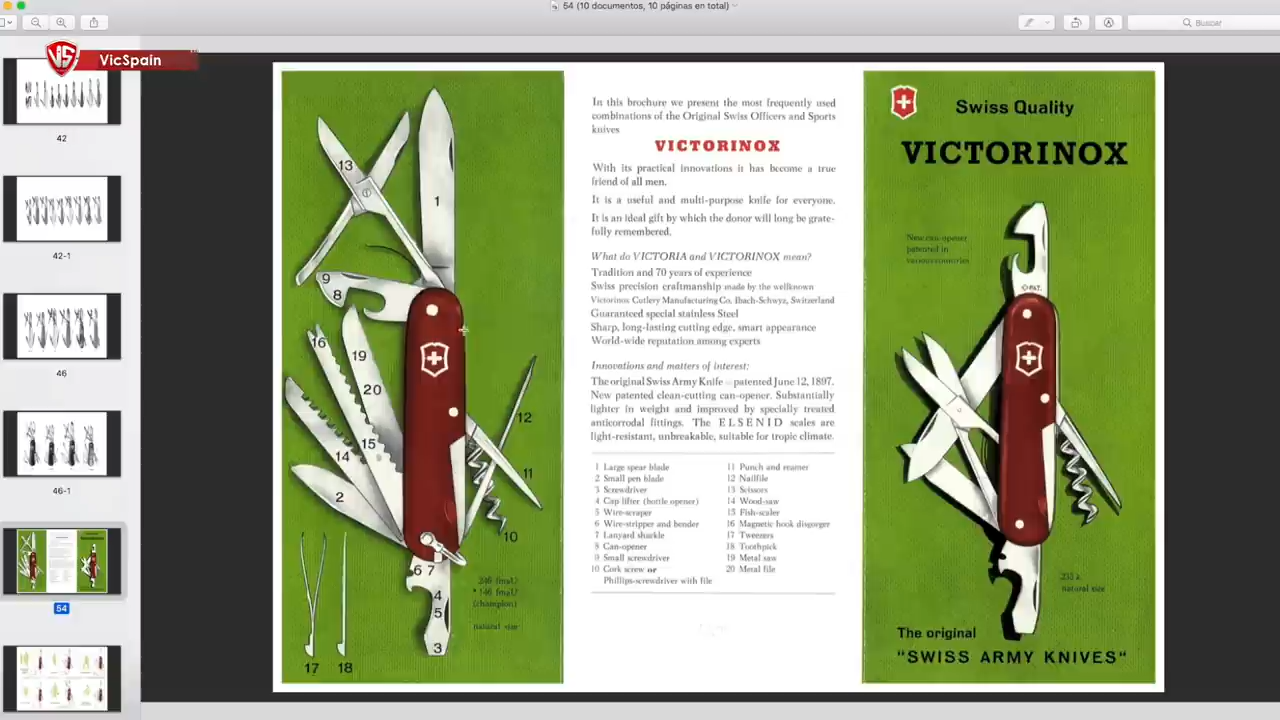 54 (10 documentos, 10 páginas en total)
Buscar
VS
VicSpain
42
42-1
46
46-1
54
13
1
9
8
16
19
20
12
15
14
11
2
10
6 7
4
5
3
17
18
(champion)
natural size
In this brochure we present the most frequently used
combinations of the Original Swiss Officers and Sports
knives
VICTORINOX
With its practical innovations it has become a true
friend of all men.
It is a useful and multi-purpose knife for everyone.
It is an ideal gift by which the donor will long be grate-
fully remembered.
What do VICTORIA and VICTORINOX mean?
Tradition and 70 years of experience
Swiss precision craftmanship made by the wellknown
Victorinox Cutlery Manufacturing Co. Ibach-Schwyz, Switzerland
Guaranteed special stainless Steel
Sharp, long-lasting cutting edge, smart appearance
World-wide reputation among experts
Innovations and matters of interest:
The original Swiss Army Knife – patented June 12, 1897.
New patented clean-cutting can-opener. Substantially
lighter in weight and improved by specially treated
anticorrodal fittings. The ELSENID scales are
light-resistant, unbreakable, suitable for tropic climate.
1 Large spear blade
2 Small pen blade
3 Screwdriver
4 Cap lifter (bottle opener)
5 Wire-scraper
6 Wire-stripper and bender
7 Lanyard shackle
8 Can-opener
9 Small screwdriver
10 Cork screw or
Phillips-screwdriver with file
11 Punch and reamer
12 Nailfile
13 Scissors
14 Wood-saw
15 Fish-scaler
16 Magnetic hook disgorger
17 Tweezers
18 Toothpick
19 Metal saw
20 Metal file
Swiss Quality
VICTORINOX
New can-opener
patented in
various countries
PAT.
natural size
The original
"SWISS ARMY KNIVES"